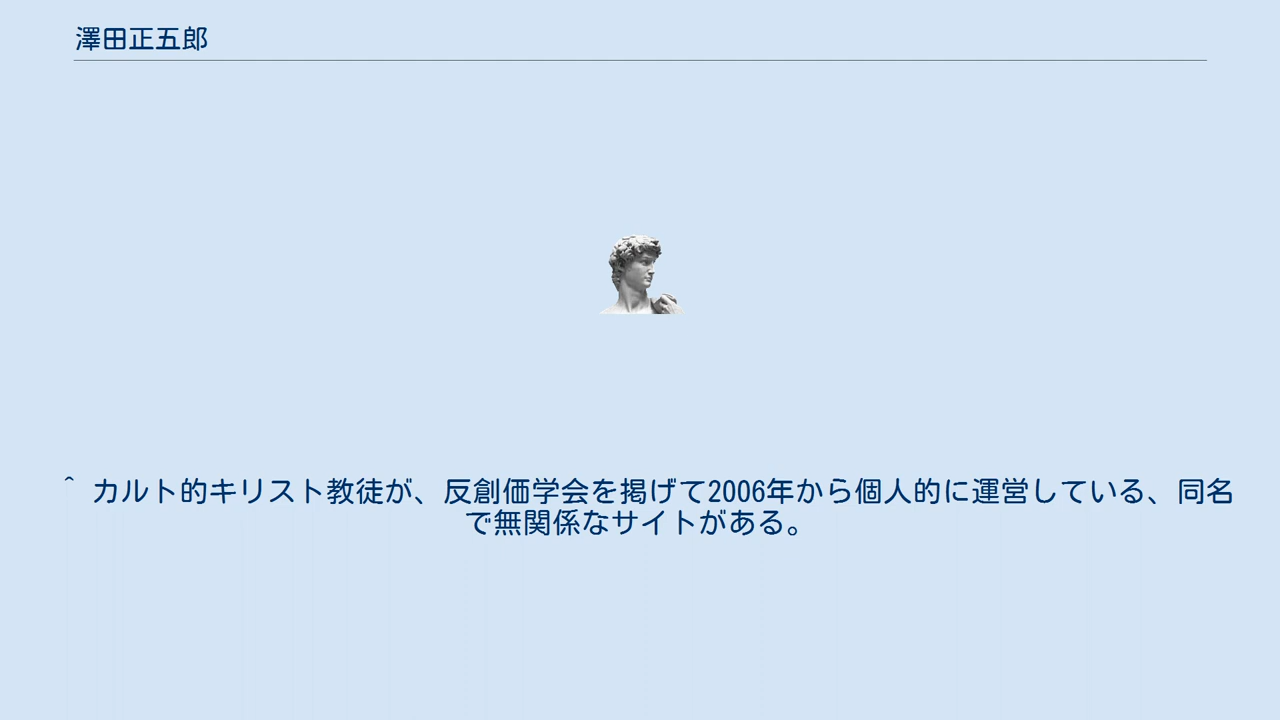 澤田正五郎
^ カルト的キリスト教徒が、反創価学会を掲げて2006年から個人的に運営している、同名
で無関係なサイトがある。